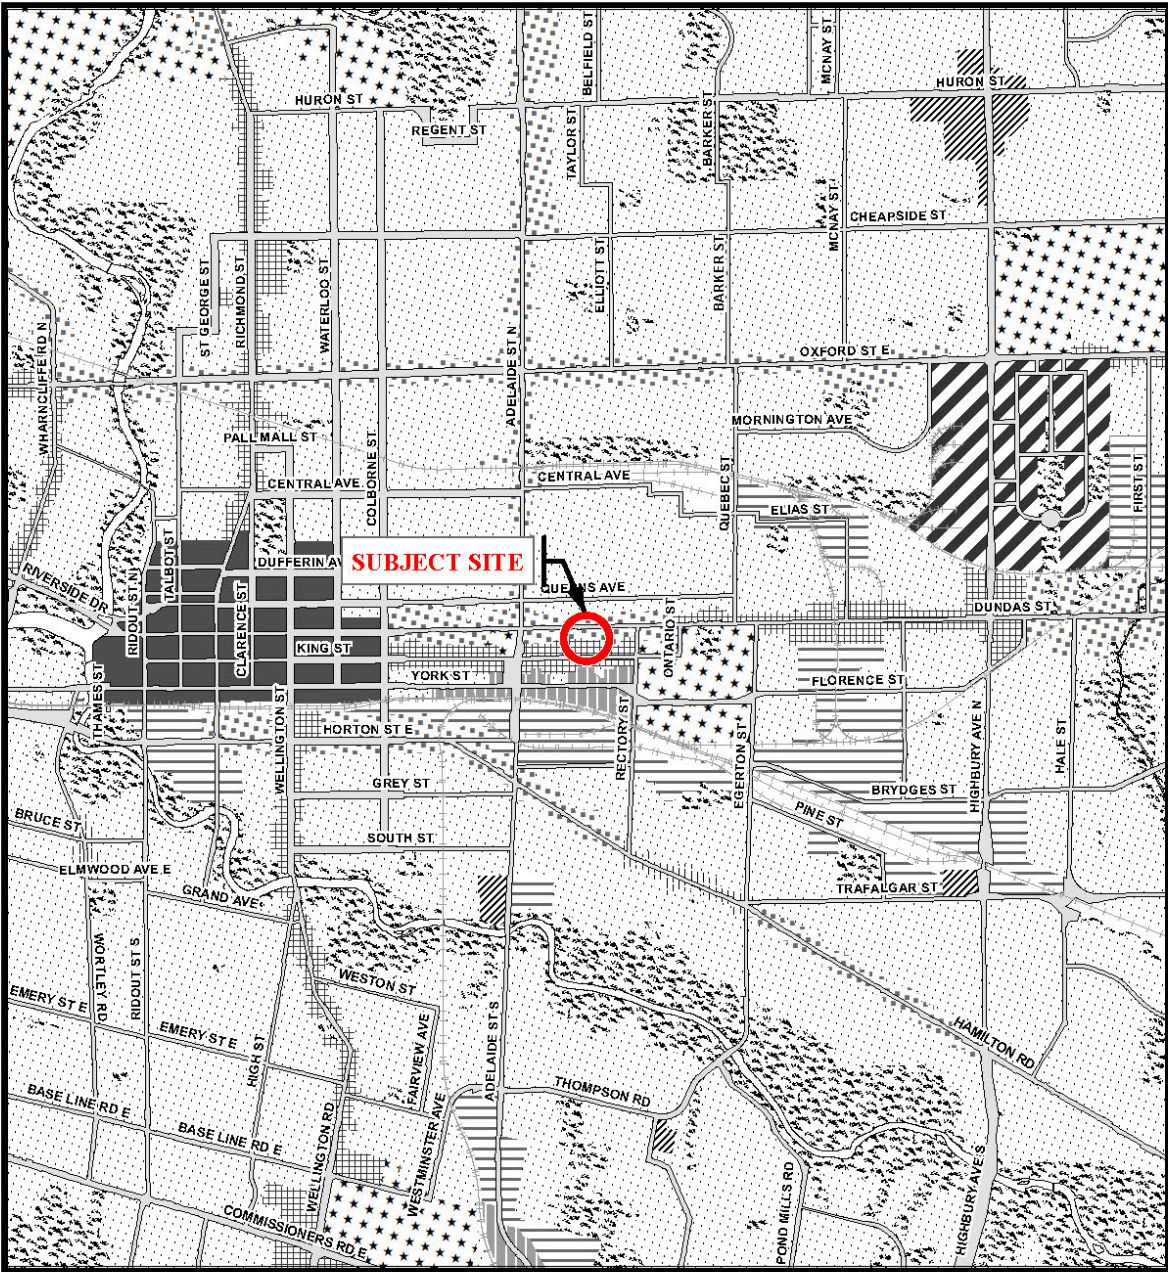 BELFIELD ST
MCNAY ST
HURON ST
HURON ST
REGENT ST
TAYLOR ST
BARKER ST
MCNAY ST
CHEAPSIDE ST
ST GEORGE ST
RICHMOND ST
WATERLOO ST
ELLIOTT ST
BARKER ST
WHARNCLIFFE RD N
ADELAIDE ST N
OXFORD ST E
MORNINGTON AVE
PALL MALL ST
COLBORNE ST
CENTRAL AVE
CENTRAL AVE
QUEBEC ST
ELIAS ST
FIRST ST
TALBOT ST
DUFFERIN AV
SUBJECT SITE
QUEENS AVE
RIVERSIDE DR
RIDOUT ST N
CLARENCE ST
DUNDAS ST
ONTARIO ST
KING ST
YORK ST
THAMES ST
FLORENCE ST
WELLINGTON ST
RECTORY ST
HORTON ST E
EGERTON ST
HIGHBURY AVE N
HALE ST
GREY ST
BRYDGES ST
PINE ST
BRUCE ST
SOUTH ST
ELMWOOD AVE E
GRAND AVE
TRAFALGAR ST
WORTLEY RD
RIDOUT ST S
WESTON ST
EMERY ST E
EMERY ST E
HIGH ST
FAIRVIEW AVE
ADELAIDE ST S
HAMILTON RD
THOMPSON RD
BASE LINE RD E
BASE LINE RD E
WELLINGTON RD
WESTMINSTER AVE
POND MILLS RD
HIGHBURY AVE S
COMMISSIONERS RD E